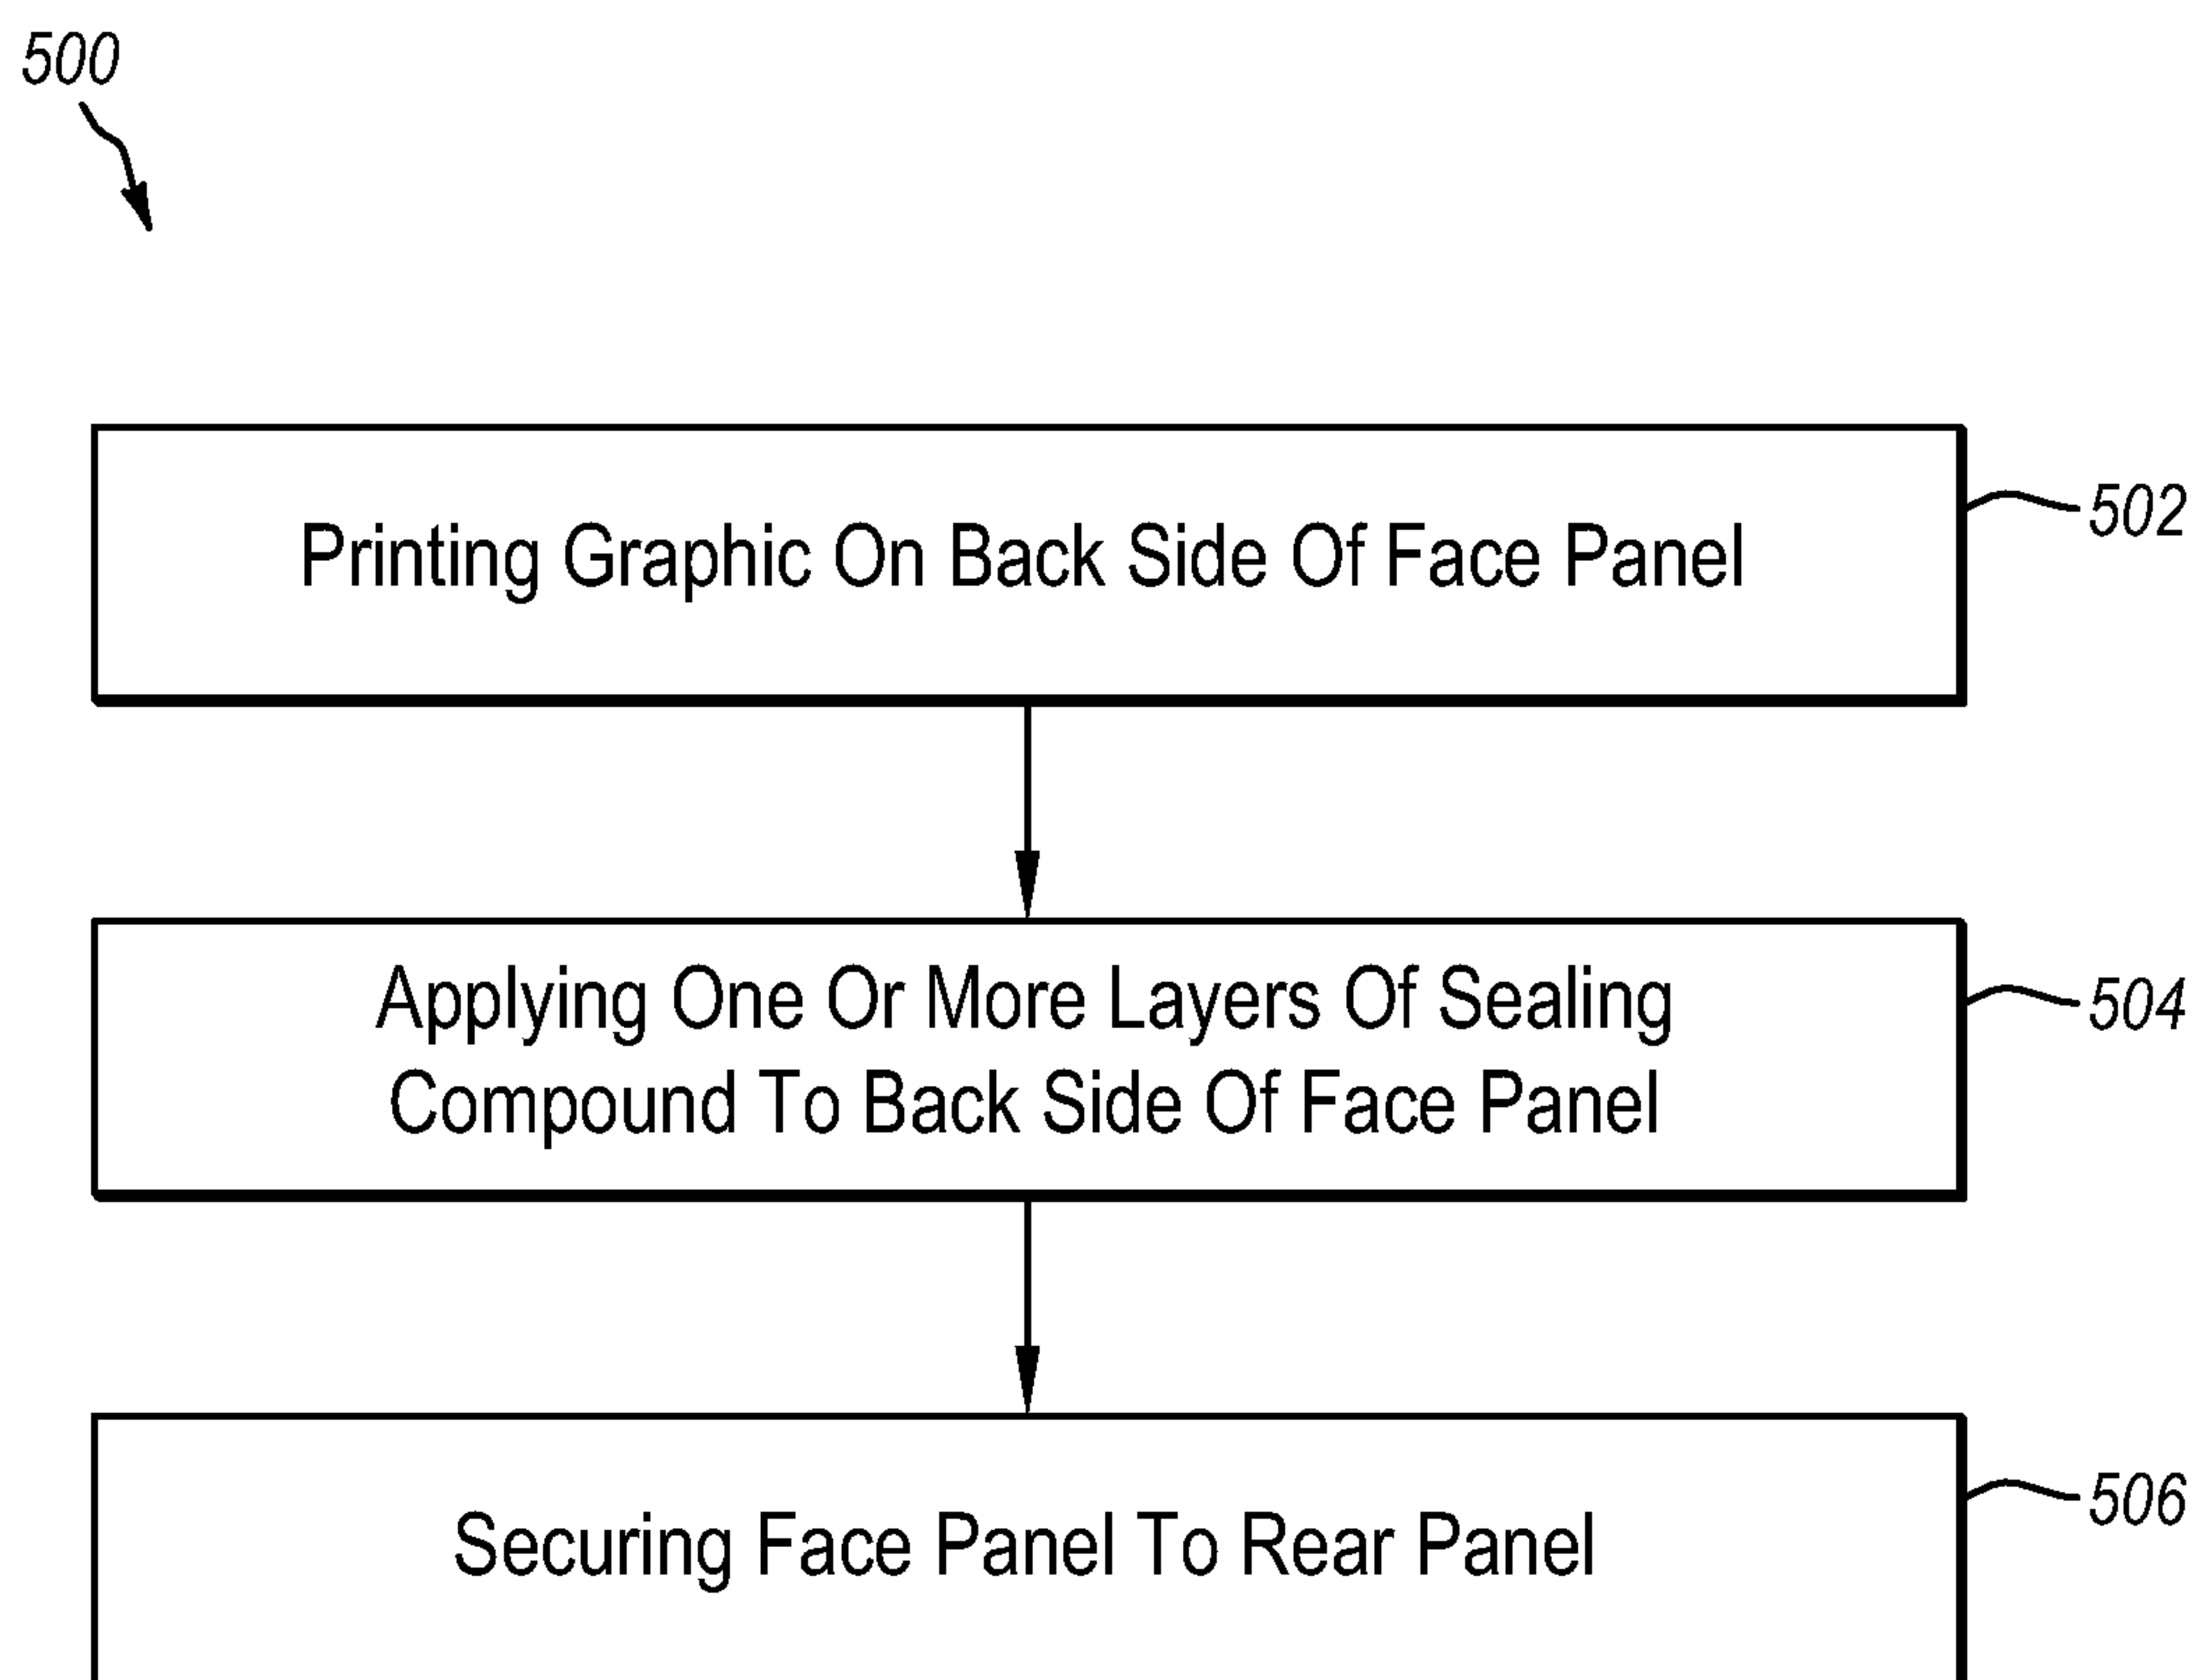 500
Printing Graphic On Back Side Of Face Panel
502
Applying One Or More Layers Of Sealing
Compound To Back Side Of Face Panel
504
Securing Face Panel To Rear Panel
506